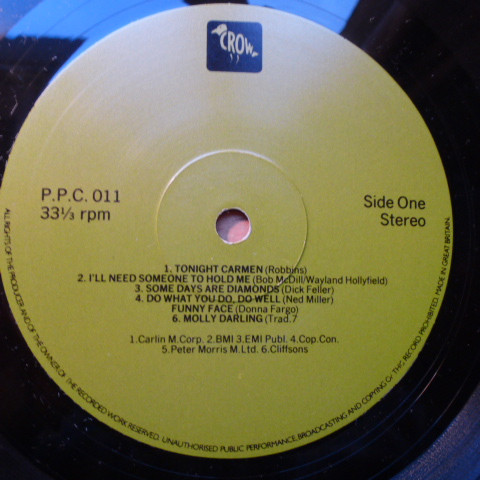 CROW
P.P.C. 011
33⅓ rpm
Side One
Stereo
1. TONIGHT CARMEN (Robbins)
2. I'LL NEED SOMEONE TO HOLD ME (Bob McDill/Wayland Hollyfield)
3. SOME DAYS ARE DIAMONDS (Dick Feller)
4. DO WHAT YOU DO, DO WELL (Ned Miller)
FUNNY FACE (Donna Fargo)
6. MOLLY DARLING (Trad.7
1.Carlin M.Corp. 2.BMI 3.EMI Publ. 4.Cop.Con.
5.Peter Morris M.Ltd. 6.Cliffsons
ALL RIGHTS OF THE PRODUCER AND OF THE OWNER OF THE RECORDED WORK RESERVED. UNAUTHORISED PUBLIC PERFORMANCE, BROADCASTING AND COPYING OF THIS RECORD PROHIBITED. MADE IN GREAT BRITAIN